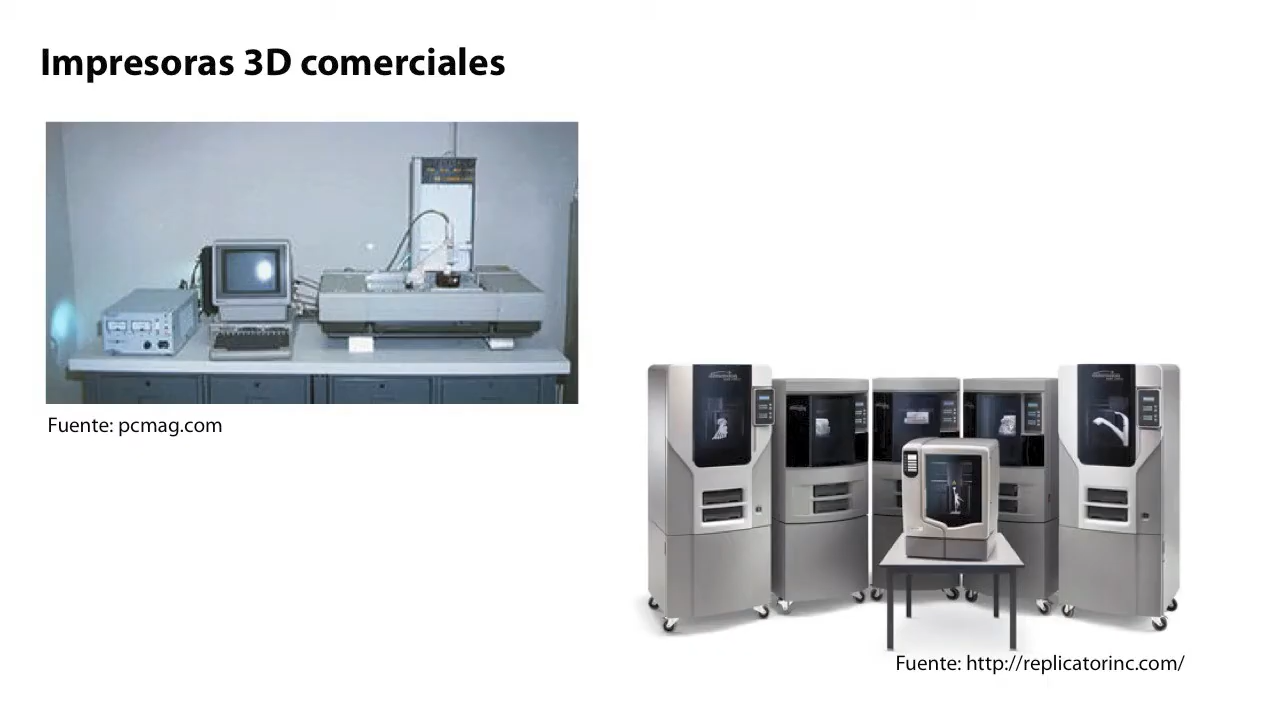 Impresoras 3D comerciales
Fuente: pcmag.com
Fuente: http://replicatorinc.com/